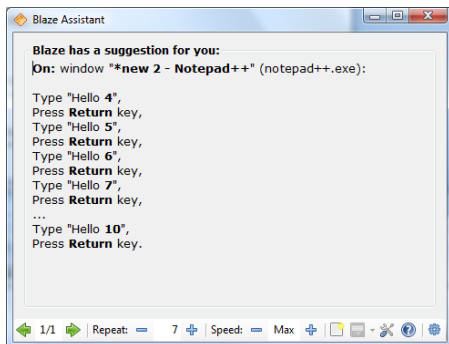 Blaze Assistant
Blaze has a suggestion for you:
On: window "*new 2 - Notepad++" (notepad++.exe):
Type "Hello 4",
Press Return key,
Type "Hello 5",
Press Return key,
Type "Hello 6",
Press Return key,
Type "Hello 7",
Press Return key,
...
Type "Hello 10",
Press Return key.
1/1 Repeat: 7 Speed: Max